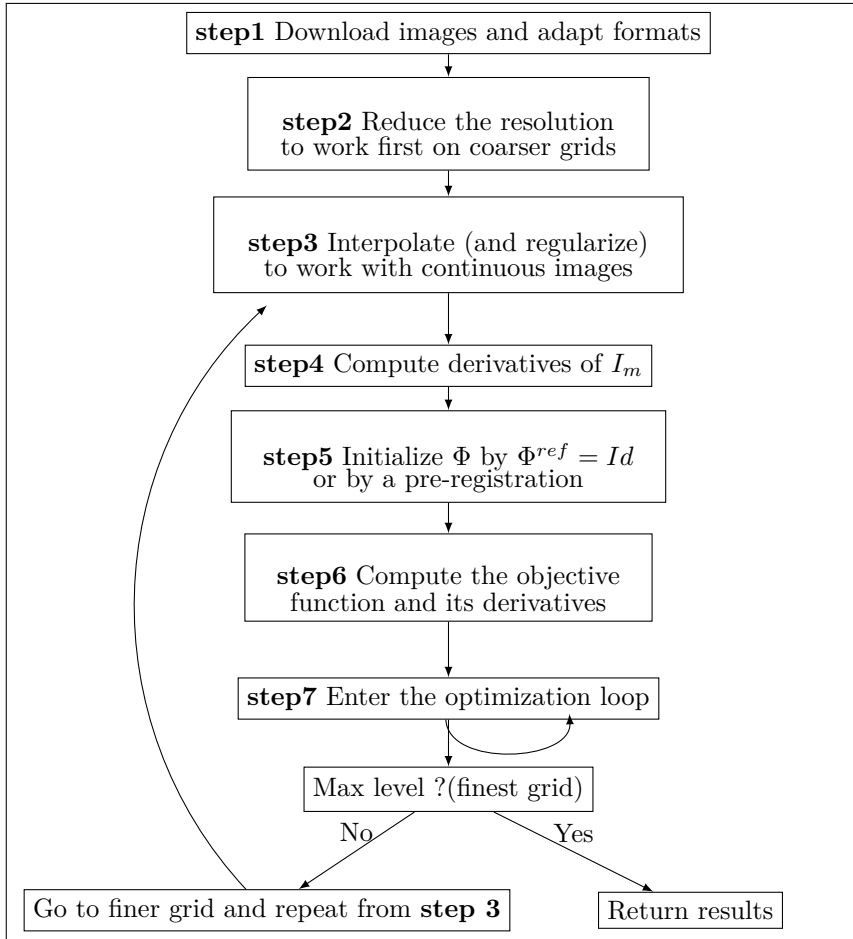 step1 Download images and adapt formats
step2 Reduce the resolution
to work first on coarser grids
step3 Interpolate (and regularize)
to work with continuous images
step4 Compute derivatives of I_m
step5 Initialize Φ by Φ^{ref} = Id
or by a pre-registration
step6 Compute the objective
function and its derivatives
step7 Enter the optimization loop
Max level ?(finest grid)
No
Yes
Go to finer grid and repeat from step 3
Return results